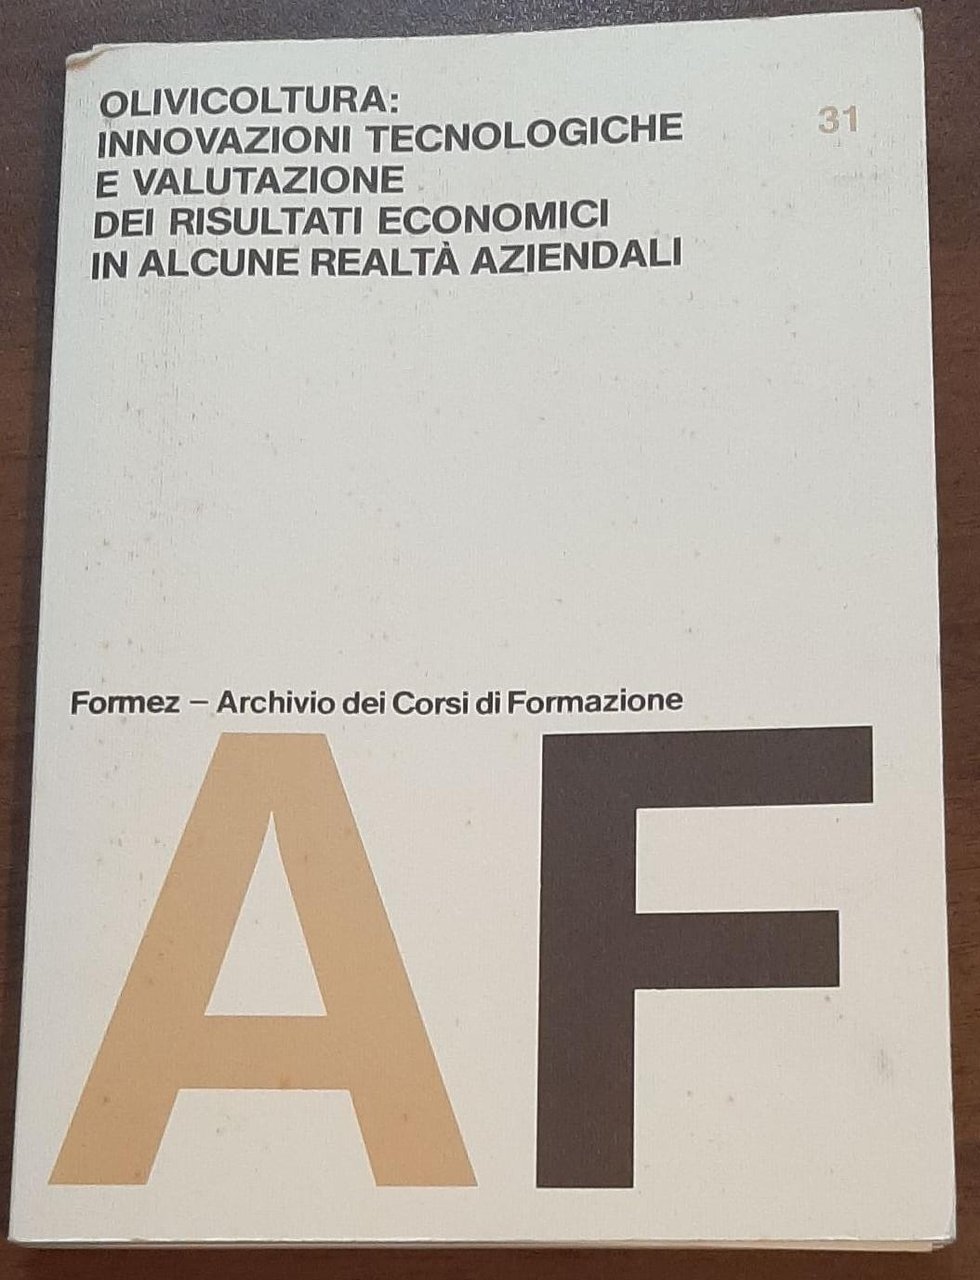 OLIVICOLTURA:
INNOVAZIONI TECNOLOGICHE
E VALUTAZIONE
DEI RISULTATI ECONOMICI
IN ALCUNE REALTÀ AZIENDALI
31
Formez – Archivio dei Corsi di Formazione
AF